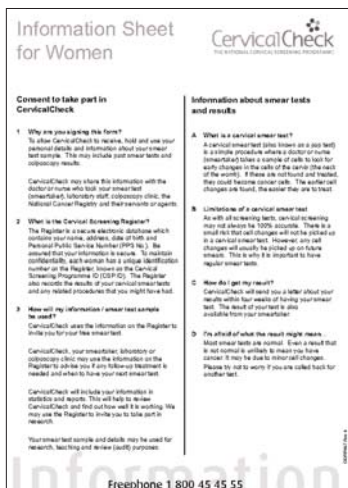 Information Sheet
for Women
CervicalCheck
THE NATIONAL CERVICAL SCREENING PROGRAMME
Consent to take part in
CervicalCheck
1 Why are you signing this form?
To allow CervicalCheck to receive, hold and use your
personal details and information about your smear
test sample. This may include past smear tests and
colposcopy results.
CervicalCheck may share this information with the
doctor or nurse who took your smear test
(smeartaker), laboratory staff, colposcopy clinic, the
National Cancer Registry and their servants or agents.
2 What is the Cervical Screening Register?
The Register is a secure electronic database which
contains your name, address, date of birth and
Personal Public Service Number (PPS No.). Be
assured that your information is secure. To maintain
confidentiality, each woman has a unique identification
number on the Register, known as the Cervical
Screening Programme ID (CSP ID). The Register
also records the results of your cervical smear tests
and any related procedures that you might have had.
3 How will my information / smear test sample
be used?
CervicalCheck uses the information on the Register to
invite you for your free smear test.
CervicalCheck, your smeartaker, laboratory or
colposcopy clinic may use the information on the
Register to advise you if any follow-up treatment is
needed and when to have your next smear test.
CervicalCheck will include your information in
statistics and reports. This will help to review
CervicalCheck and find out how well it is working. We
may use the Register to invite you to take part in
research.
Your smear test sample and details may be used for
research, teaching and review (audit) purposes.
Information about smear tests
and results
A What is a cervical smear test?
A cervical smear test (also known as a pap test)
is a simple procedure where a doctor or nurse
(smeartaker) takes a sample of cells to look for
early changes in the cells of the cervix (the neck
of the womb). If these are not found and treated,
they could become cancer cells. The earlier cell
changes are found, the easier they are to treat.
B Limitations of a cervical smear test
As with all screening tests, cervical screening
may not always be 100% accurate. There is a
small risk that cell changes will not be picked up
in a cervical smear test. However, any cell
changes will usually be picked up on future
smears. This is why it is important to have
regular smear tests.
C How do I get my result?
CervicalCheck will send you a letter about your
results within four weeks of having your smear
test. The result of your test is also
available from your smeartaker.
D I'm afraid of what the result might mean.
Most smear tests are normal. Even a result that
is not normal is unlikely to mean you have
cancer. It may be due to minor cell changes.
Please try not to worry if you are called back for
another test.
Information
Freephone 1 800 45 45 55